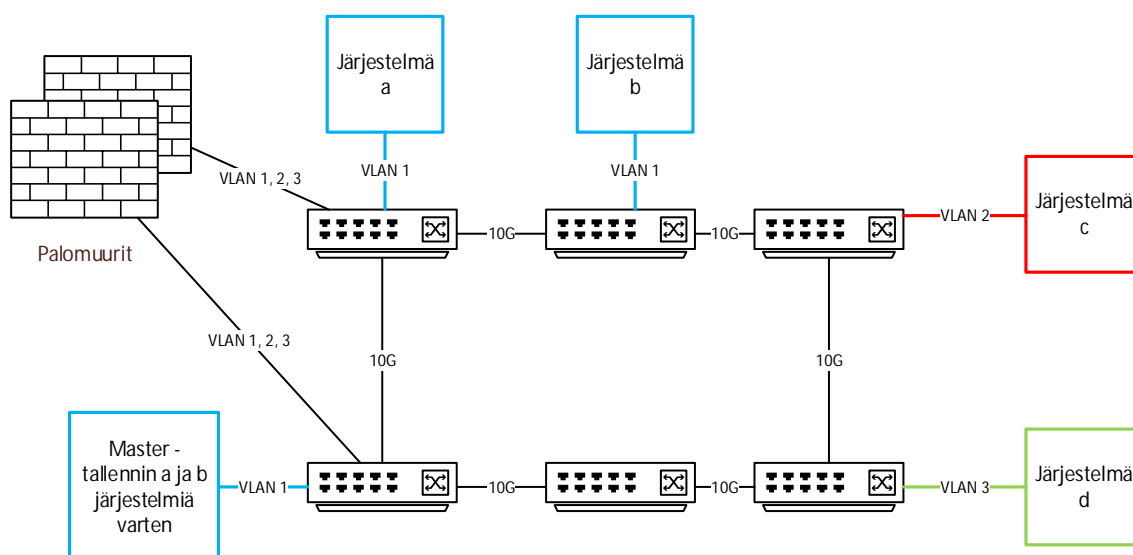 Järjestelmä
a
Järjestelmä
b
VLAN 1
VLAN 1
VLAN 1, 2, 3
Järjestelmä
c
VLAN 2
10G
10G
Palomuurit
VLAN 1, 2, 3
10G
10G
Master -
tallennin a ja b
järjestelmiä
varten
VLAN 1
10G
10G
VLAN 3
Järjestelmä
d